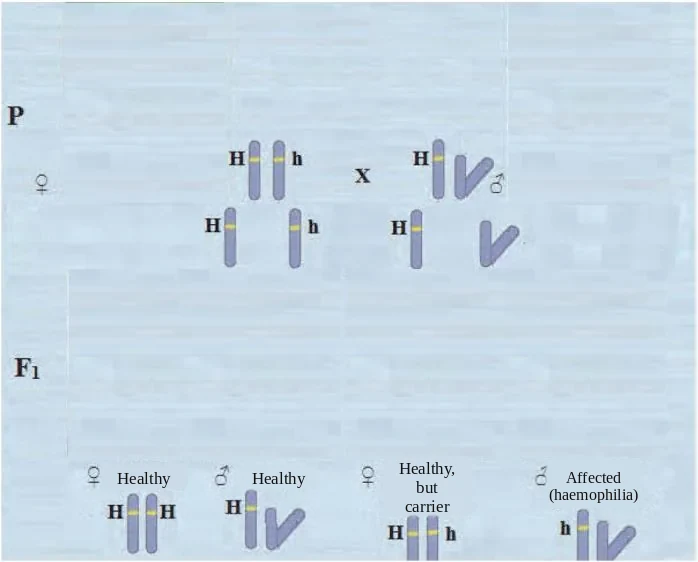 P
♀ H h X H ♂
H h H
F1
♀ Healthy ♂ Healthy ♀ Healthy,
but
carrier
♂ Affected
(haemophilia)
H H H H h h